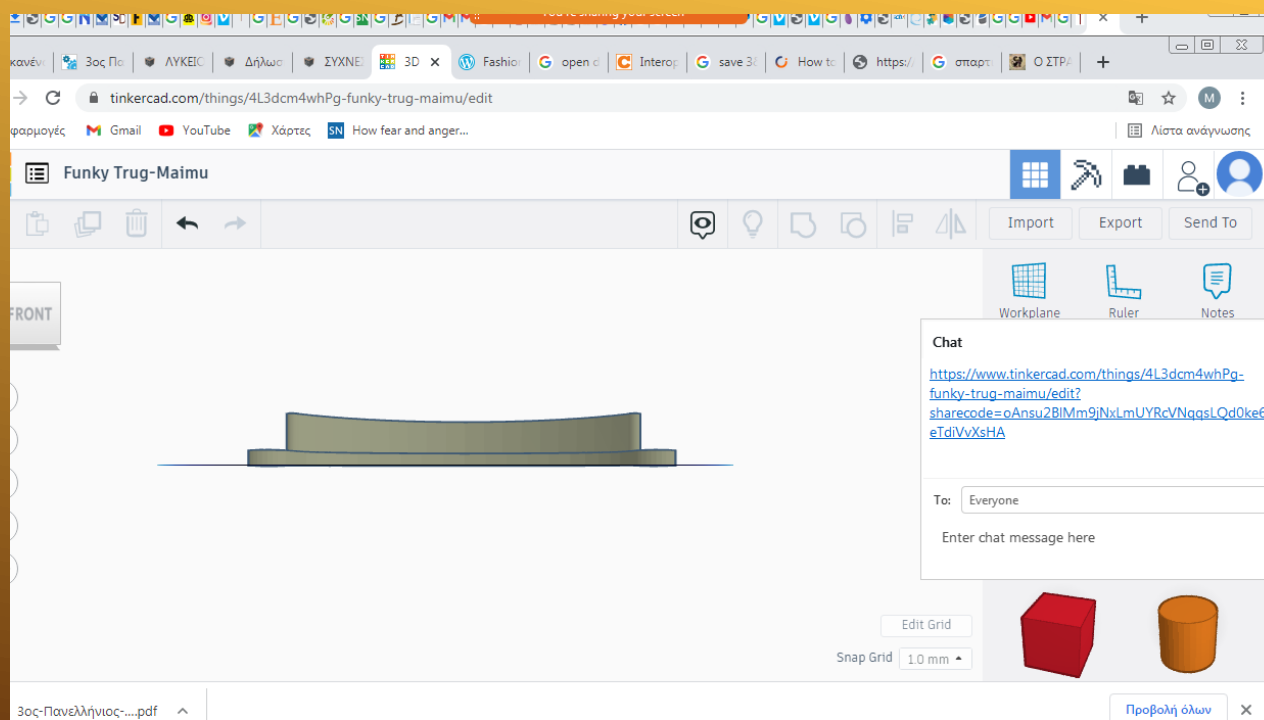 You're sharing your screen
3ος Πο
ΛΥΚΕΙΟ
Δήλωσ
ΣΥΧΝΕΣ
3D
Fashion
G open d
Interop
G save 3d
How to
https://
G σπαρτ
Ο ΣΤΡΑ
tinkercad.com/things/4L3dcm4whPg-funky-trug-maimu/edit
M
Gmail
YouTube
Χάρτες
SN How fear and anger...
Λίστα ανάγνωσης
Funky Trug-Maimu
Import
Export
Send To
FRONT
Workplane
Ruler
Notes
Chat
https://www.tinkercad.com/things/4L3dcm4whPg-
funky-trug-maimu/edit?
sharecode=oAnsu2BlMm9jNxLmUYRcVNqqsLQd0ke6
eTdiVvXsHA
To: Everyone
Enter chat message here
Edit Grid
Snap Grid 1.0 mm
3ος-Πανελλήνιος-....pdf
Προβολή όλων